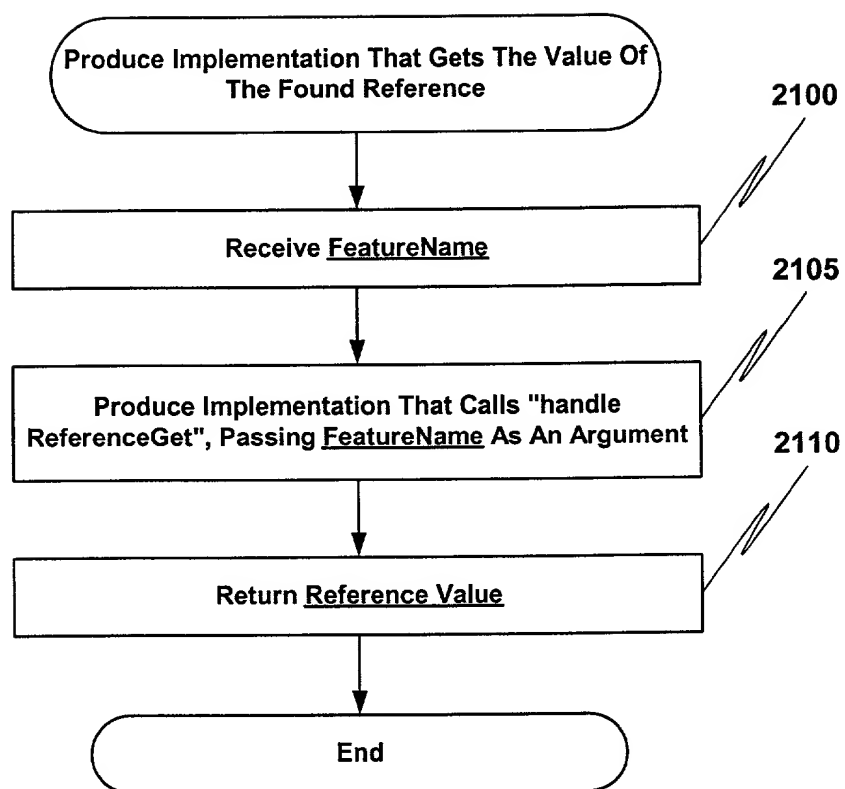 Produce Implementation That Gets The Value Of
The Found Reference
2100
Receive FeatureName
2105
Produce Implementation That Calls "handle
ReferenceGet", Passing FeatureName As An Argument
2110
Return Reference Value
End